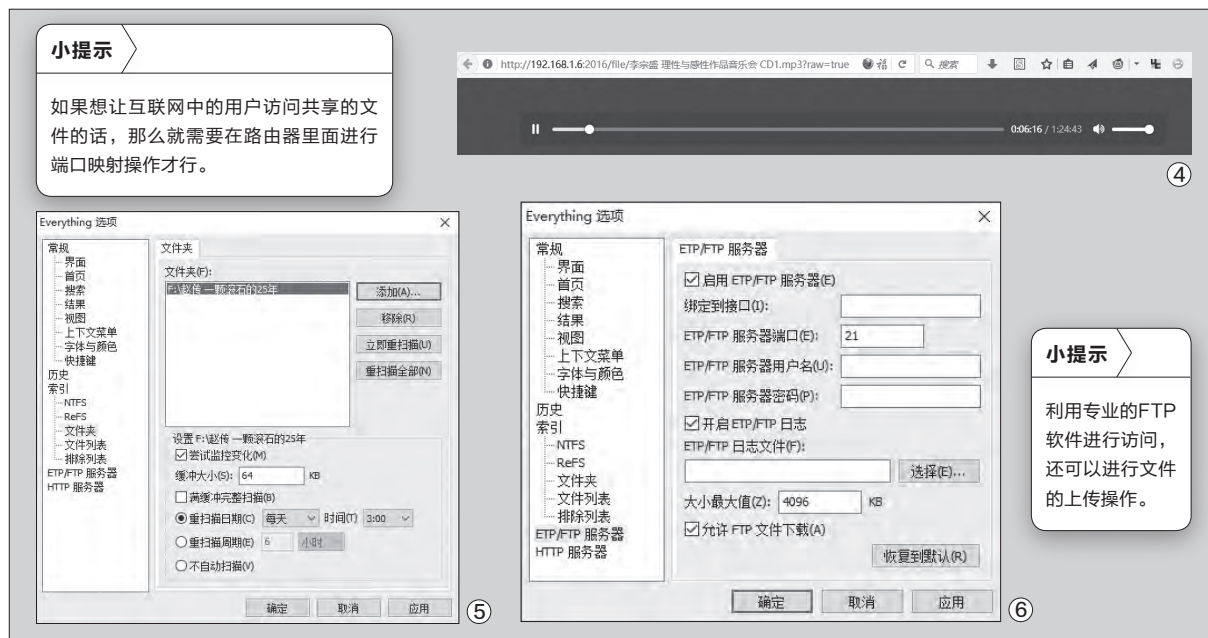 小提示
如果想让互联网中的用户访问共享的文
件的话，那么就需要在路由器里面进行
端口映射操作才行。
http://192.168.1.6:2016/file/李宗盛 理性与感性作品音乐会 CD1.mp3?raw=true
搜索
0:06:16 / 1:24:43
④
Everything 选项
常规
界面
首页
搜索
结果
视图
上下文菜单
字体与颜色
快捷键
历史
索引
NTFS
ReFS
文件夹
文件列表
排除列表
ETP/FTP 服务器
HTTP 服务器
文件夹
文件夹(F):
F:\赵传 —颗滚石的25年
添加(A)...
移除(R)
立即重扫描(U)
重扫描全部(N)
设置 F:\赵传 —颗滚石的25年
尝试监控变化(M)
缓冲大小(S): 64 KB
满缓冲完整扫描(B)
重扫描日期(C) 每天 时间(T) 3:00
重扫描周期(E) 6 小时
不自动扫描(V)
确定 取消 应用
⑤
Everything 选项
常规
界面
首页
搜索
结果
视图
上下文菜单
字体与颜色
快捷键
历史
索引
NTFS
ReFS
文件夹
文件列表
排除列表
ETP/FTP 服务器
HTTP 服务器
ETP/FTP 服务器
启用 ETP/FTP 服务器(E)
绑定到接口(I):
ETP/FTP 服务器端口(E): 21
ETP/FTP 服务器用户名(U):
ETP/FTP 服务器密码(P):
开启 ETP/FTP 日志
ETP/FTP 日志文件(F):
选择(E)...
大小最大值(Z): 4096 KB
允许 FTP 文件下载(A)
恢复到默认(R)
确定 取消 应用
⑥
小提示
利用专业的FTP
软件进行访问，
还可以进行文件
的上传操作。